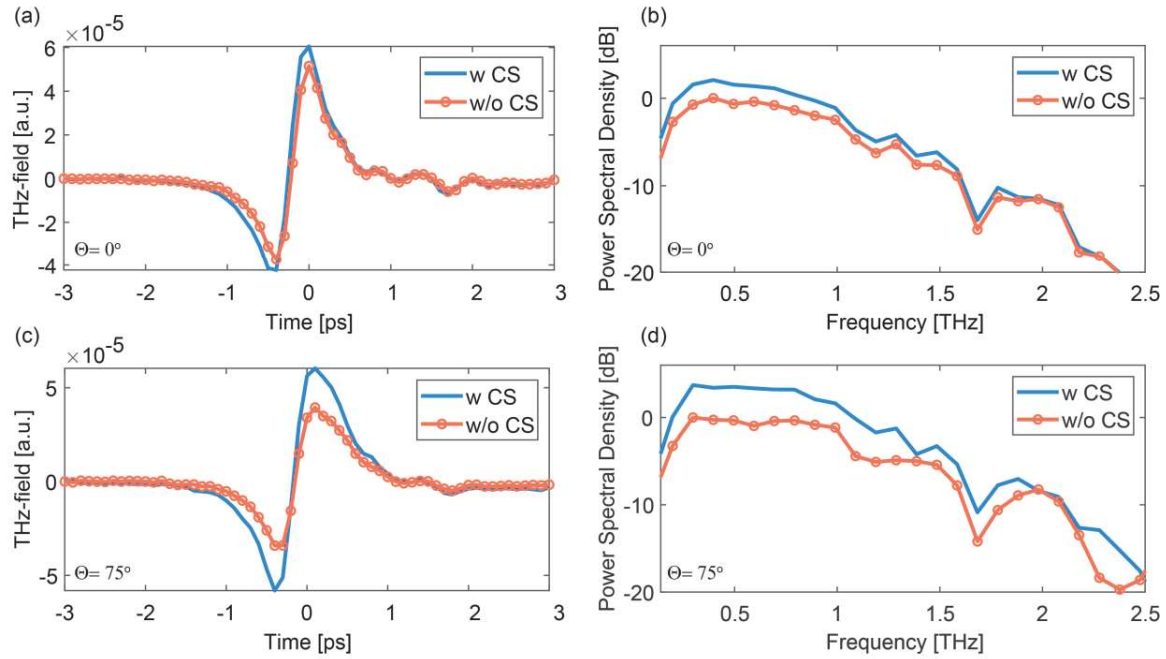 (a)
×10⁻⁵
6
4
2
0
-2
-4
THz-field [a.u.]
w CS
w/o CS
Θ= 0°
-3 -2 -1 0 1 2 3
Time [ps]
(b)
0
-10
-20
Power Spectral Density [dB]
w CS
w/o CS
Θ= 0°
0.5 1 1.5 2 2.5
Frequency [THz]
(c)
×10⁻⁵
5
0
-5
THz-field [a.u.]
w CS
w/o CS
Θ= 75°
-3 -2 -1 0 1 2 3
Time [ps]
(d)
0
-10
-20
Power Spectral Density [dB]
w CS
w/o CS
Θ= 75°
0.5 1 1.5 2 2.5
Frequency [THz]